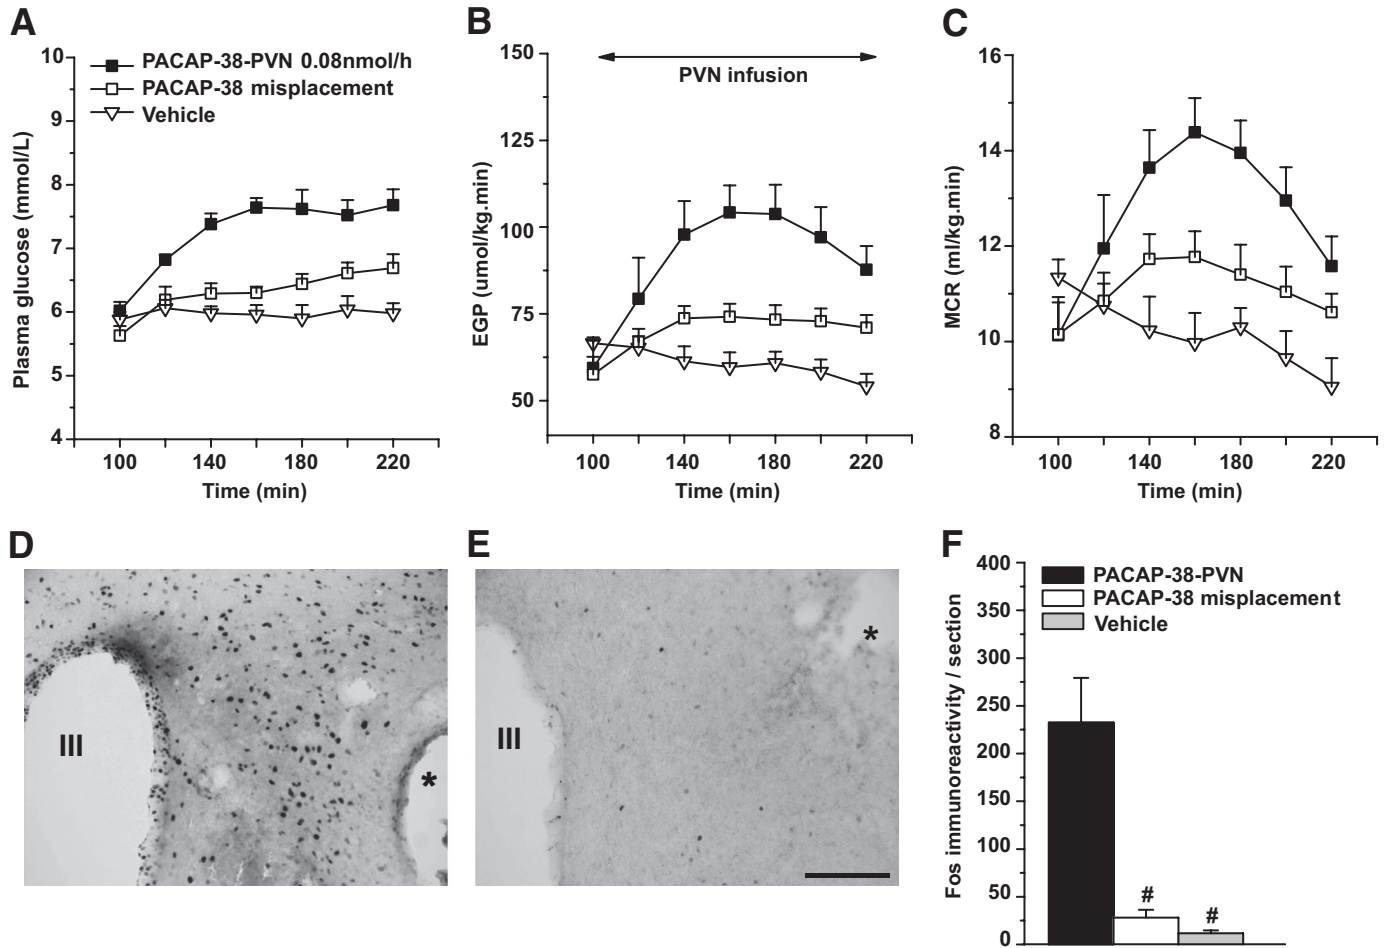 A
PACAP-38-PVN 0.08nmol/h
PACAP-38 misplacement
Vehicle
Plasma glucose (mmol/L)
10
9
8
7
6
5
4
100 140 180 220
Time (min)
B
PVN infusion
EGP (umol/kg.min)
150
125
100
75
50
100 140 180 220
Time (min)
C
MCR (ml/kg.min)
16
14
12
10
8
100 140 180 220
Time (min)
D
III
*
E
III
*
F
PACAP-38-PVN
PACAP-38 misplacement
Vehicle
Fos immunoreactivity / section
400
350
300
250
200
150
100
50
0
#
#